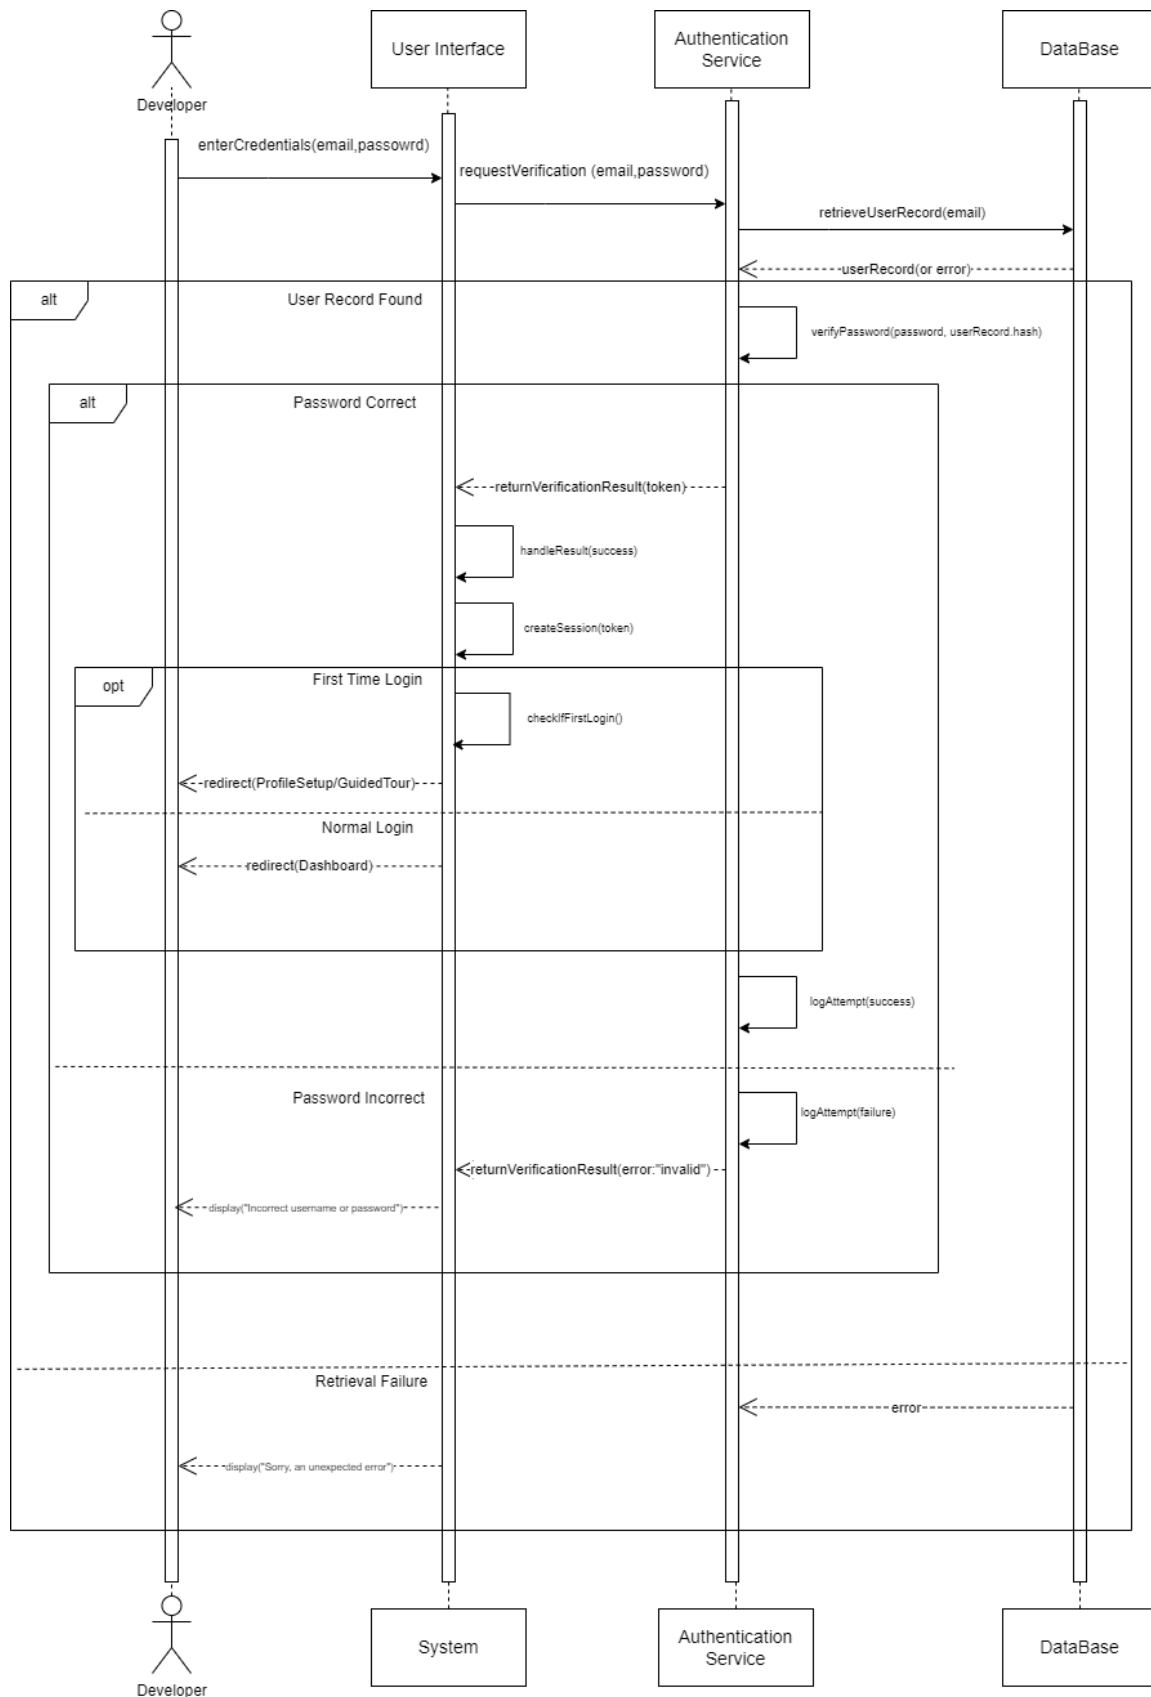 User Interface
Authentication
Service
DataBase
Developer
enterCredentials(email,passowrd)
requestVerification (email,password)
retrieveUserRecord(email)
userRecord(or error)
alt
User Record Found
verifyPassword(password, userRecord.hash)
alt
Password Correct
returnVerificationResult(token)
handleResult(success)
createSession(token)
opt
First Time Login
checkIfFirstLogin()
redirect(ProfileSetup/GuidedTour)
Normal Login
redirect(Dashboard)
logAttempt(success)
Password Incorrect
logAttempt(failure)
returnVerificationResult(error:"invalid")
display("Incorrect username or password")
Retrieval Failure
error
display("Sorry, an unexpected error")
System
Authentication
Service
DataBase
Developer